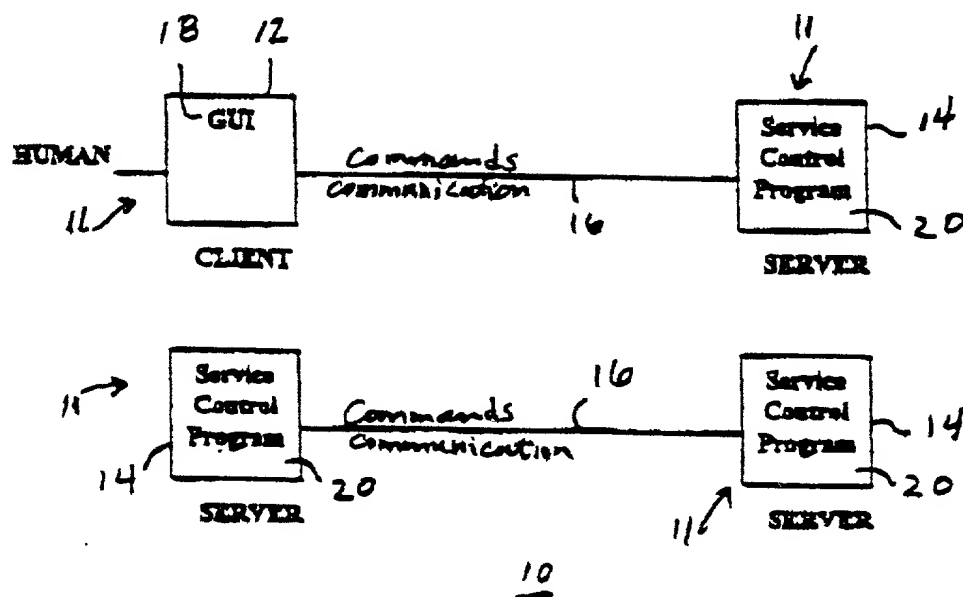 18 12 11
GUI
Service
Control
Program
14
HUMAN
Commands
communication
11
16
20
CLIENT
SERVER
Service
Control
Program
11
Commands
communication
16
Service
Control
Program
14
14
20
20
SERVER
11
SERVER
10